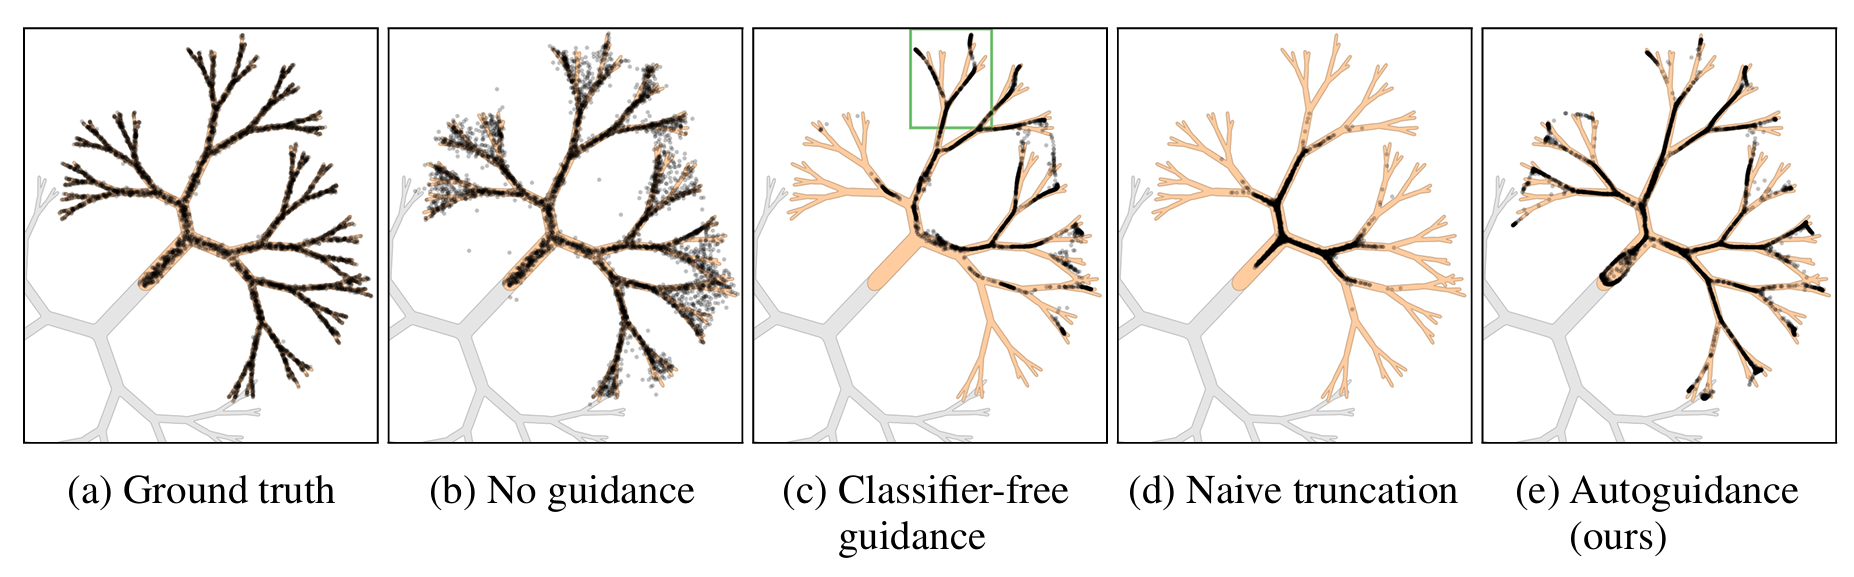 (a) Ground truth
(b) No guidance
(c) Classifier-free
guidance
(d) Naive truncation
(e) Autoguidance
(ours)